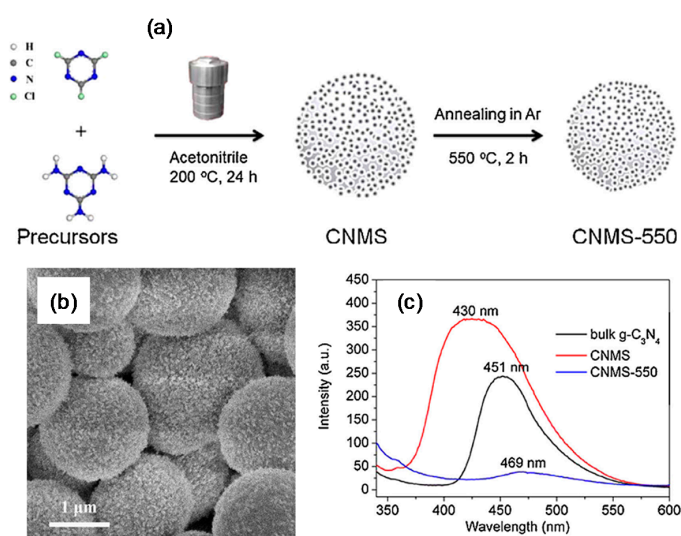 (a)
H
C
N
Cl
+
Precursors
Acetonitrile
200 ºC, 24 h
CNMS
Annealing in Ar
550 ºC, 2 h
CNMS-550
(b)
1 μm
(c)
450
400
350
300
250
200
150
100
50
0
Intensity (a.u.)
430 nm
451 nm
469 nm
bulk g-C₃N₄
CNMS
CNMS-550
350 400 450 500 550 600
Wavelength (nm)